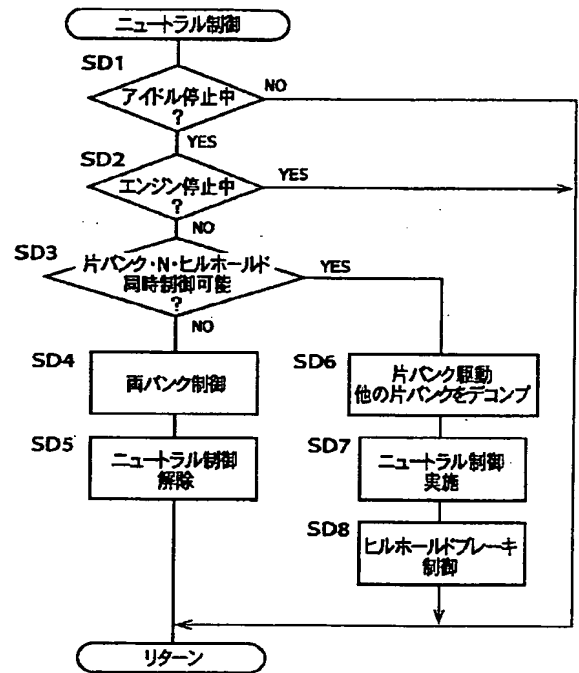 ニュートラル制御
SD1
アイドル停止中
?
NO
YES
SD2
エンジン停止中
?
YES
NO
SD3
片バンク・N・ヒルホールド
同時制御可能
?
YES
NO
SD4
両バンク制御
SD5
ニュートラル制御
解除
SD6
片バンク駆動
他の片バンクをデコンプ
SD7
ニュートラル制御
実施
SD8
ヒルホールドブレーキ
制御
リターン